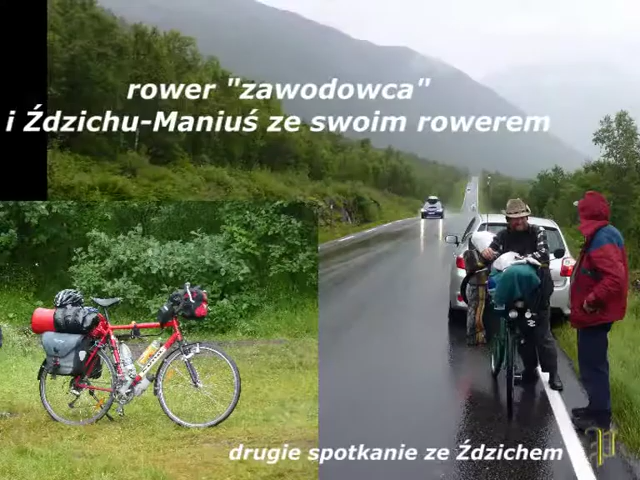 rower "zawodowca"
i Ździchu-Maniuś ze swoim rowerem
drugie spotkanie ze Ździchem